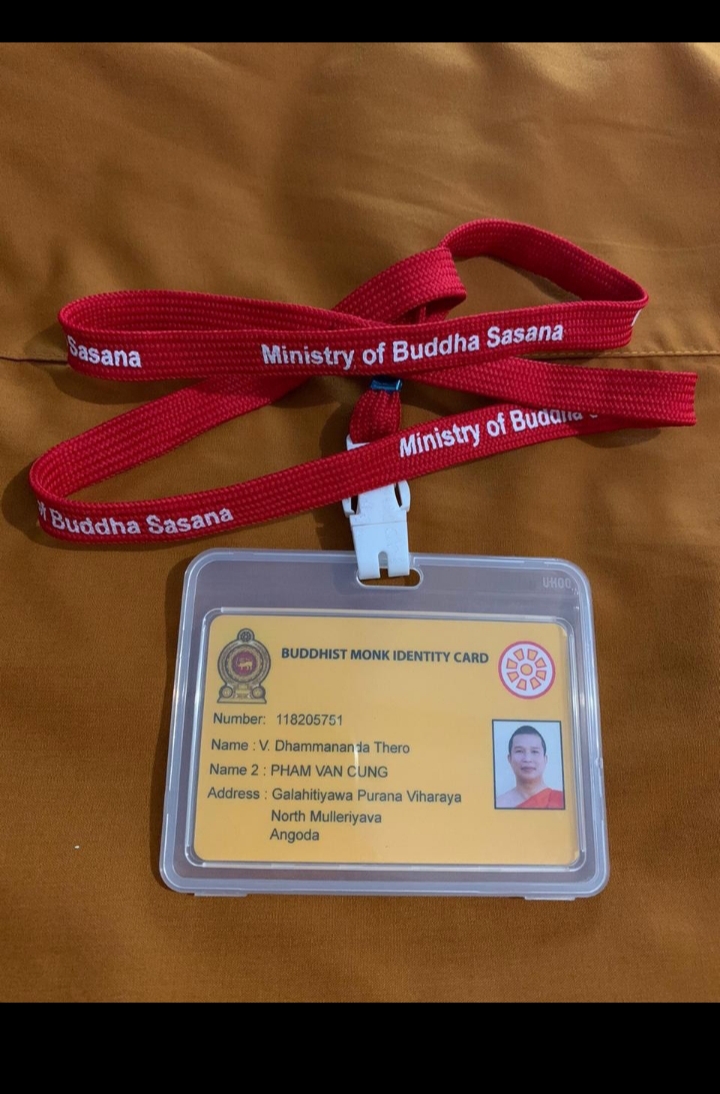 Sasana
Ministry of Buddha Sasana
Ministry of Buddha
of Buddha Sasana
BUDDHIST MONK IDENTITY CARD
Number: 118205751
Name : V. Dhammananda Thero
Name 2 : PHAM VAN CUNG
Address : Galahitiyawa Purana Viharaya
North Mulleriyava
Angoda